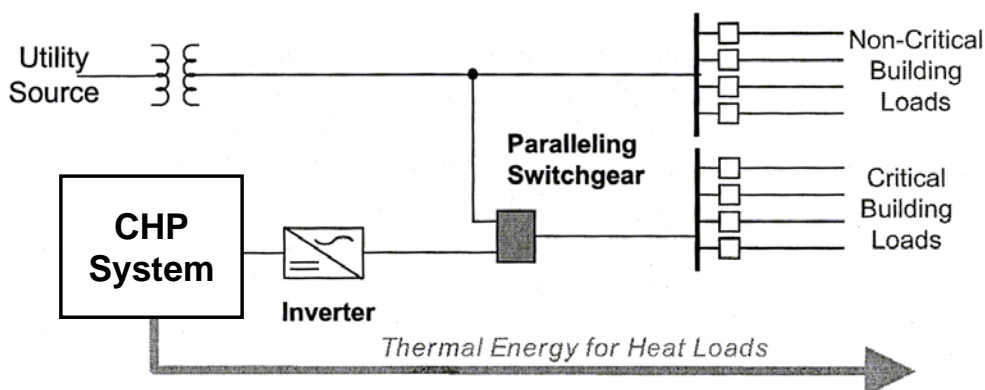 Utility
Source
Non-Critical
Building
Loads
Paralleling
Switchgear
Critical
Building
Loads
CHP
System
Inverter
Thermal Energy for Heat Loads